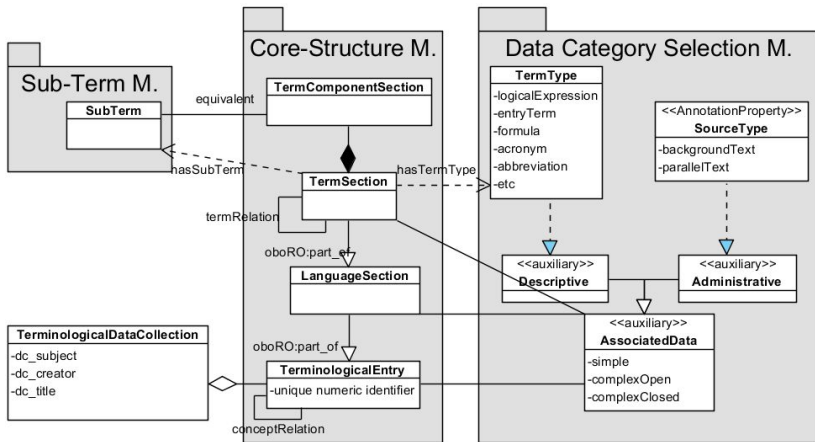 Sub-Term M.
SubTerm
equivalent
hasSubTerm
Core-Structure M.
TermComponentSection
TermSection
termRelation
hasTermType
oboRO:part_of
LanguageSection
oboRO:part_of
TerminologicalEntry
-unique numeric identifier
conceptRelation
TerminologicalDataCollection
-dc_subject
-dc_creator
-dc_title
Data Category Selection M.
TermType
-logicalExpression
-entryTerm
-formula
-acronym
-abbreviation
-etc
<<AnnotationProperty>>
SourceType
-backgroundText
-parallelText
<<auxiliary>>
Descriptive
<<auxiliary>>
Administrative
<<auxiliary>>
AssociatedData
-simple
-complexOpen
-complexClosed